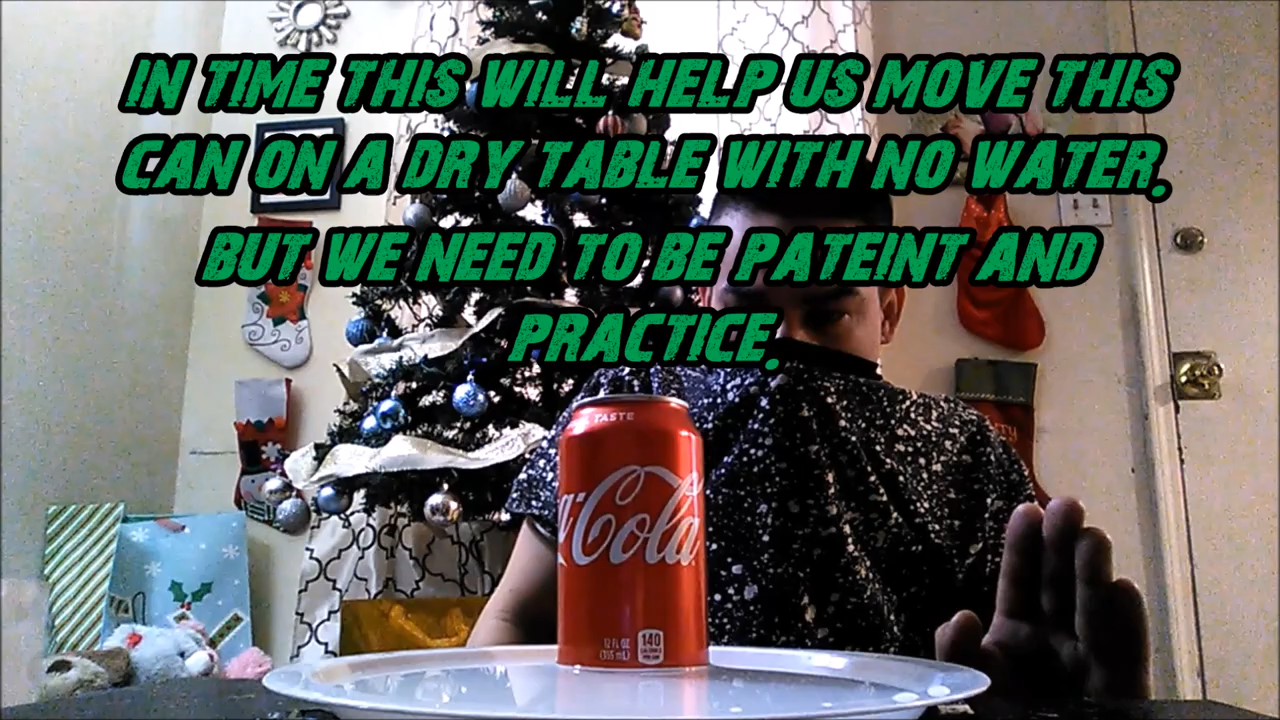 IN TIME THIS WILL HELP US MOVE THIS
CAN ON A DRY TABLE WITH NO WATER.
BUT WE NEED TO BE PATEINT AND
PRACTICE.
TASTE
Cola
12 FL OZ
(355 mL)
140